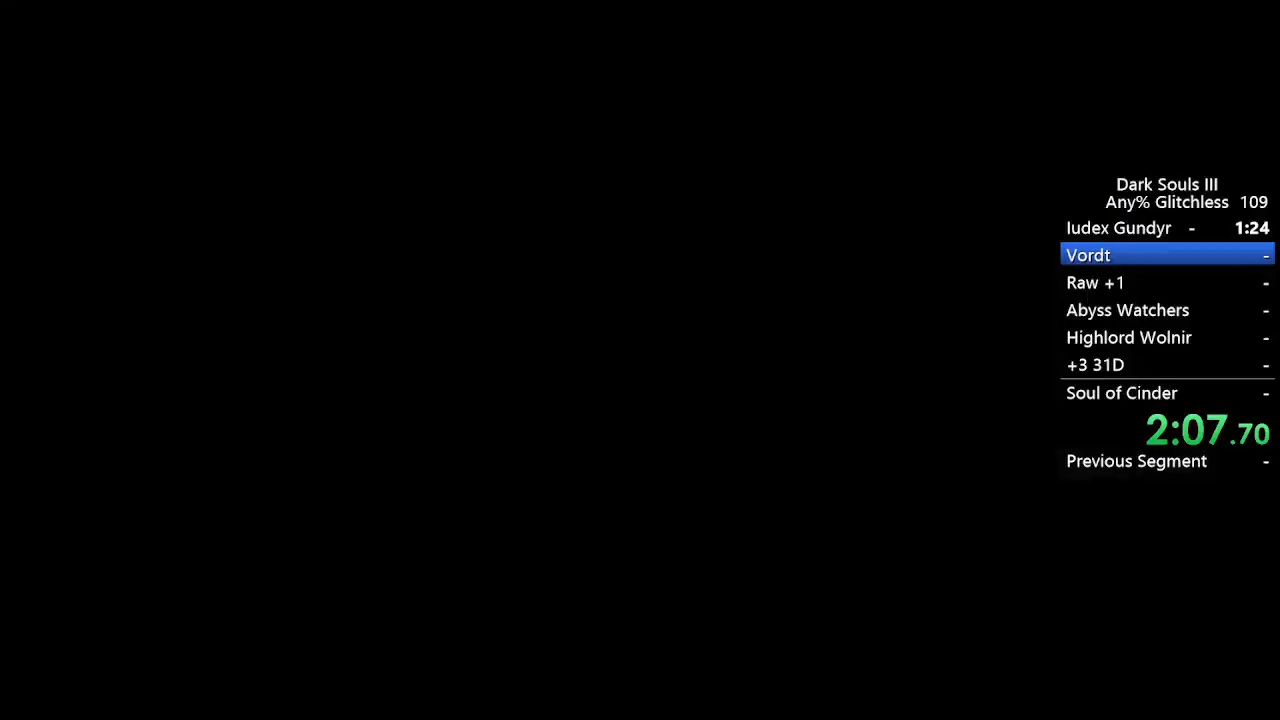 Dark Souls III
Any% Glitchless 109
Iudex Gundyr - 1:24
Vordt -
Raw +1 -
Abyss Watchers -
Highlord Wolnir -
+3 31D -
Soul of Cinder -
2:07.70
Previous Segment -